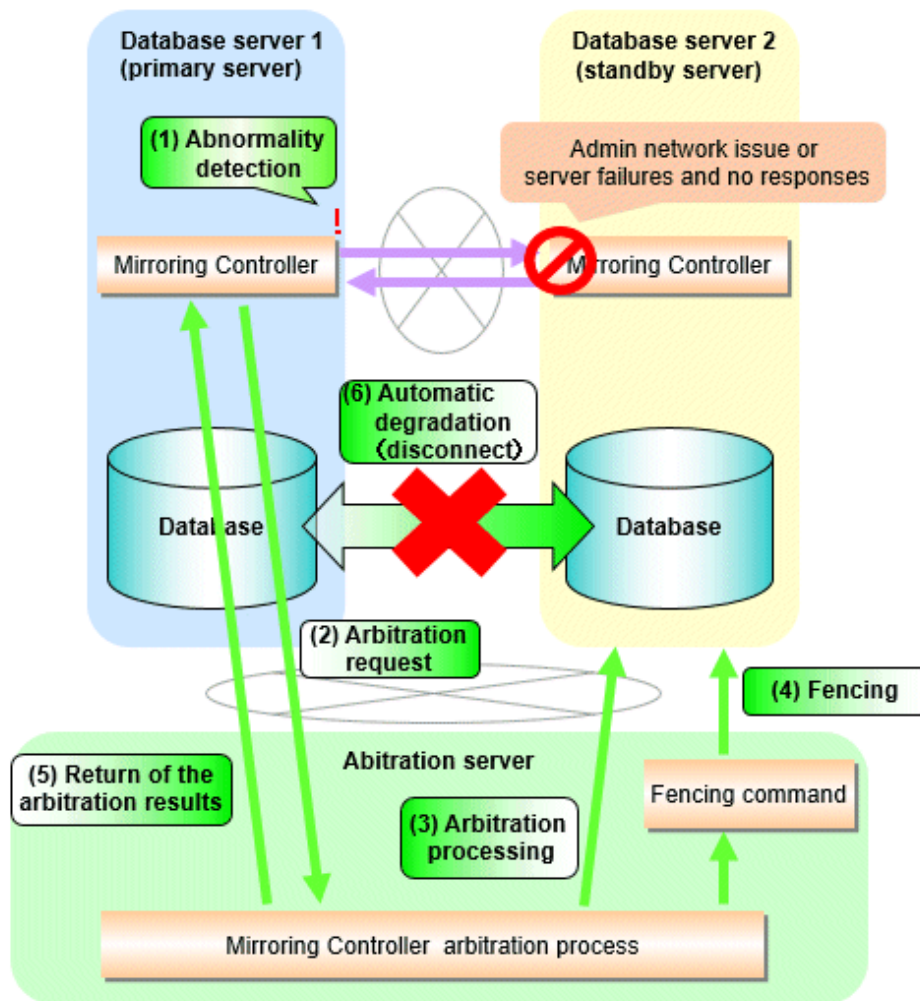 Database server 1
(primary server)
Database server 2
(standby server)
(1) Abnormality
detection
Admin network issue or
server failures and no responses
!
Mirroring Controller
Mirroring Controller
(6) Automatic
degradation
(disconnect)
Database
Database
(2) Arbitration
request
(4) Fencing
Abitration server
(5) Return of the
arbitration results
Fencing command
(3) Arbitration
processing
Mirroring Controller arbitration process